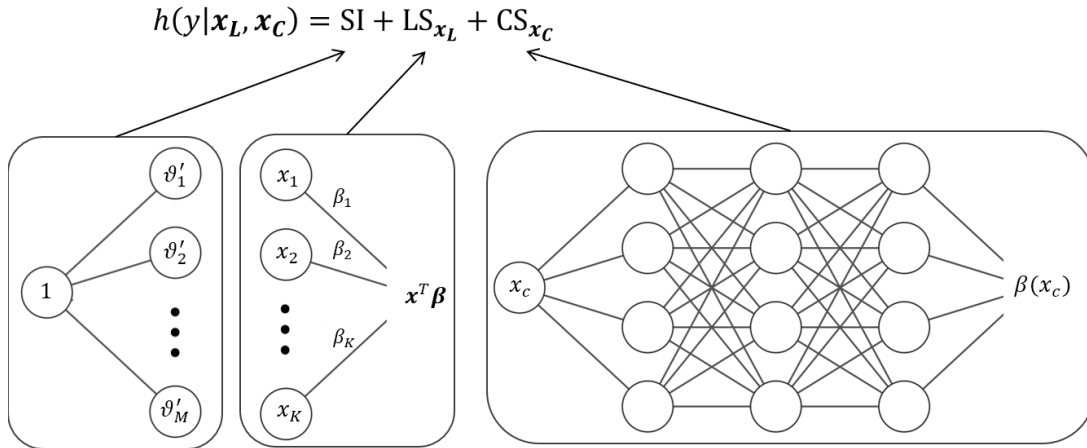 h(y|x_L, x_C) = SI + LS_{x_L} + CS_{x_C}
ϑ′_1
x_1
β_1
ϑ′_2
x_2
β_2
1
x^T β
x_c
β(x_c)
β_K
ϑ′_M
x_K